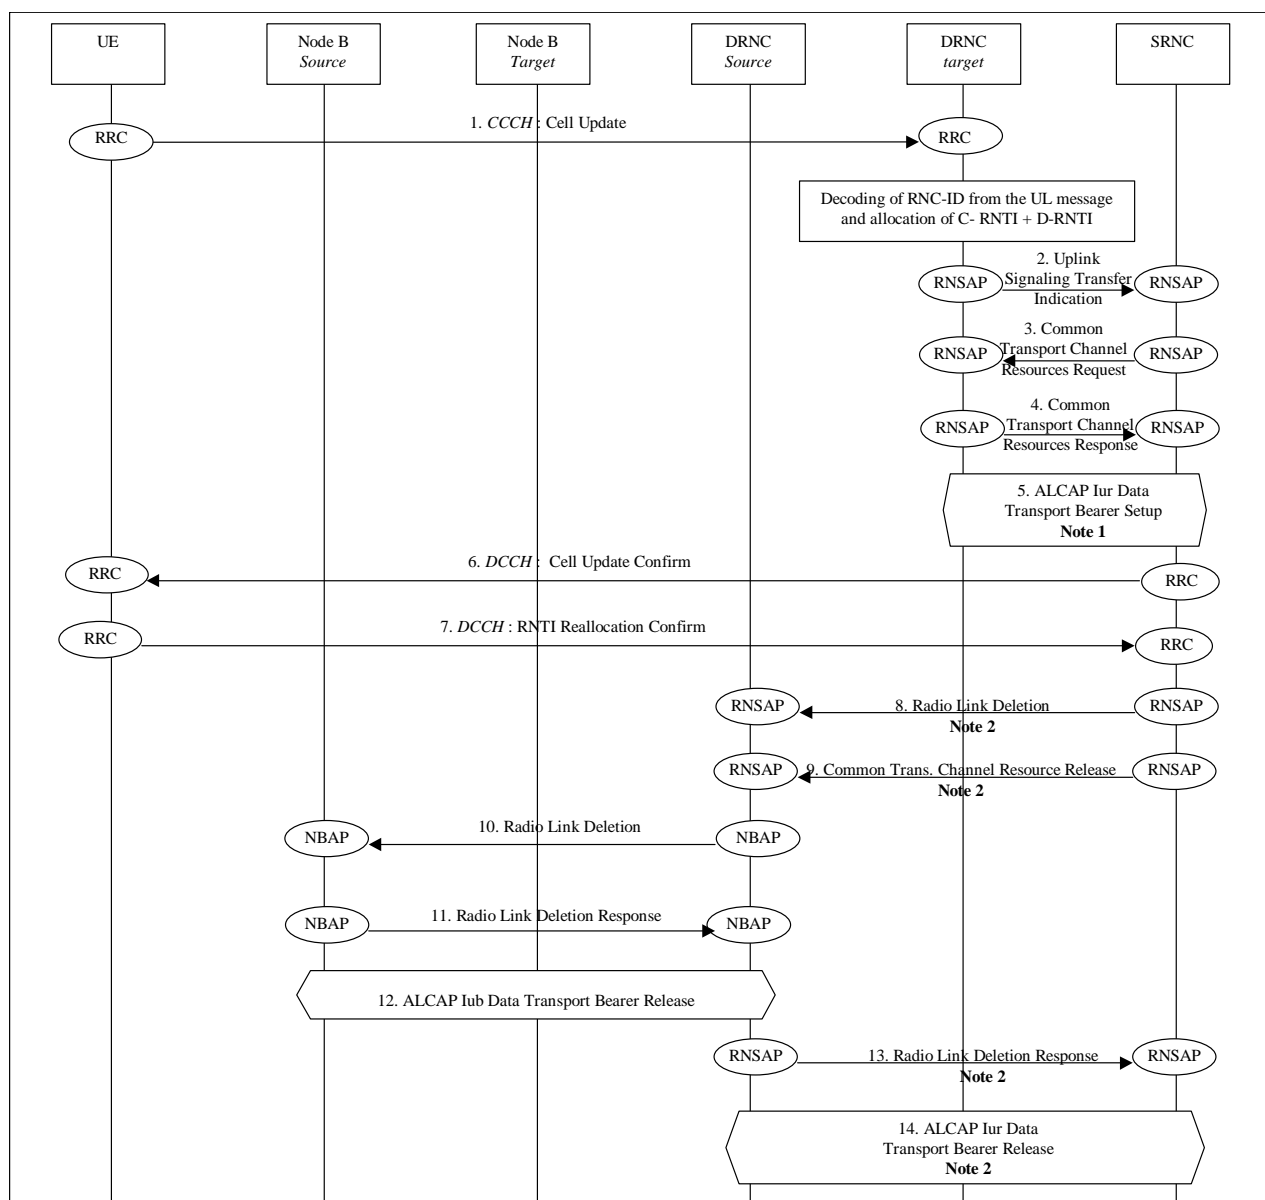 UE
Node B
Source
Node B
Target
DRNC
Source
DRNC
target
SRNC
1. CCCH : Cell Update
RRC
RRC
Decoding of RNC-ID from the UL message
and allocation of C- RNTI + D-RNTI
2. Uplink
RNSAP
Signaling Transfer
RNSAP
Indication
3. Common
RNSAP
Transport Channel
RNSAP
Resources Request
4. Common
RNSAP
Transport Channel
RNSAP
Resources Response
5. ALCAP Iur Data
Transport Bearer Setup
Note 1
6. DCCH :  Cell Update Confirm
RRC
RRC
7. DCCH : RNTI Reallocation Confirm
RRC
RRC
RNSAP
8. Radio Link Deletion
RNSAP
Note 2
RNSAP
9. Common Trans. Channel Resource Release
RNSAP
Note 2
10. Radio Link Deletion
NBAP
NBAP
11. Radio Link Deletion Response
NBAP
NBAP
12. ALCAP Iub Data Transport Bearer Release
RNSAP
13. Radio Link Deletion Response
RNSAP
Note 2
14. ALCAP Iur Data
Transport Bearer Release
Note 2